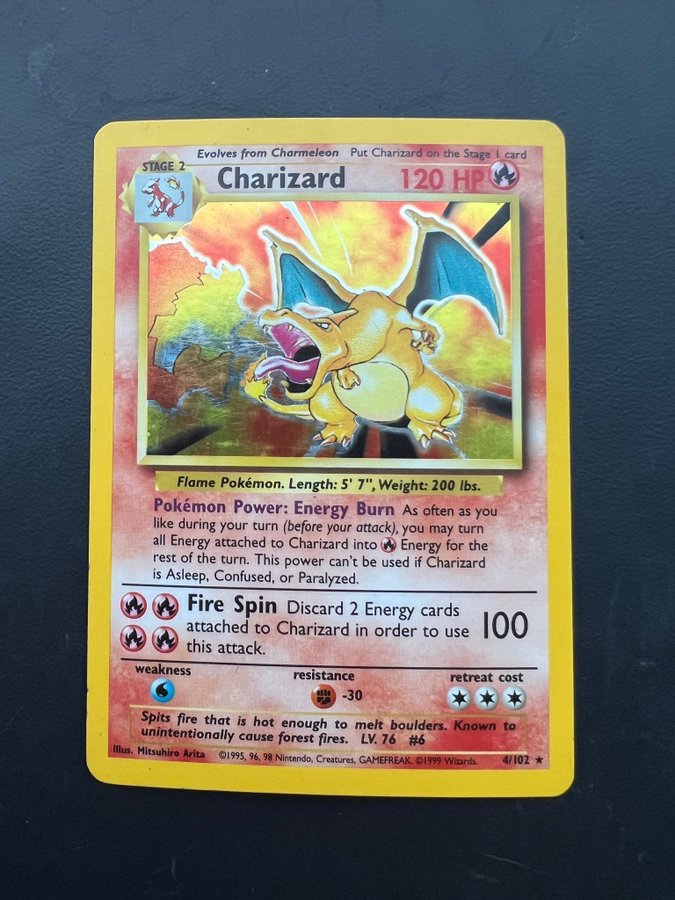 Evolves from Charmeleon Put Charizard on the Stage 1 card
STAGE 2
Charizard 120 HP
Flame Pokémon. Length: 5' 7", Weight: 200 lbs.
Pokémon Power: Energy Burn As often as you
like during your turn (before your attack), you may turn
all Energy attached to Charizard into Energy for the
rest of the turn. This power can't be used if Charizard
is Asleep, Confused, or Paralyzed.
Fire Spin Discard 2 Energy cards
attached to Charizard in order to use
this attack.
100
weakness resistance retreat cost
-30
Spits fire that is hot enough to melt boulders. Known to
unintentionally cause forest fires. LV. 76 #6
Illus. Mitsuhiro Arita ©1995, 96, 98 Nintendo, Creatures, GAMEFREAK. ©1999 Wizards. 4/102 ★